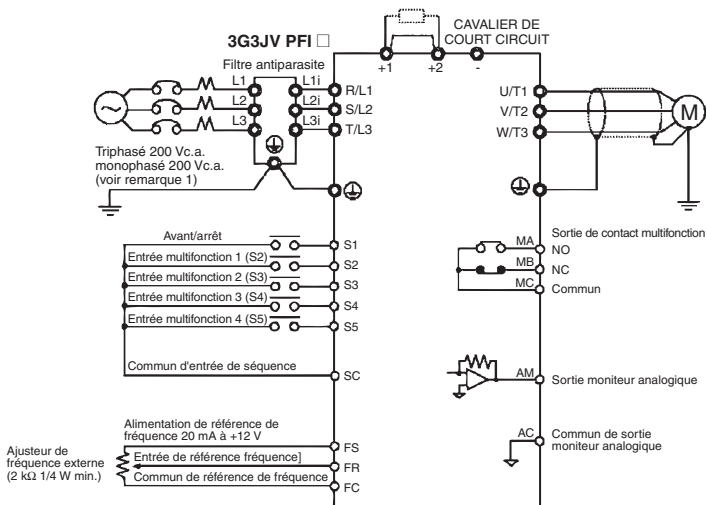 3G3JV PFI □
CAVALIER DE
COURT CIRCUIT
+1
+2
-
Filtre antiparasite
L1
L1i
R/L1
L2
L2i
S/L2
L3
L3i
T/L3
U/T1
V/T2
W/T3
M
Triphasé 200 Vc.a.
monophasé 200 Vc.a.
(voir remarque 1)
Avant/arrêt
S1
Entrée multifonction 1 (S2)
S2
Entrée multifonction 2 (S3)
S3
Entrée multifonction 3 (S4)
S4
Entrée multifonction 4 (S5)
S5
Commun d'entrée de séquence
SC
Sortie de contact multifonction
MA
NO
MB
NC
MC
Commun
AM
Sortie moniteur analogique
AC
Commun de sortie
moniteur analogique
Alimentation de référence de
fréquence 20 mA à +12 V
FS
Ajusteur de
fréquence externe
(2 kΩ 1/4 W min.)
Entrée de référence fréquence]
FR
Commun de référence de fréquence
FC